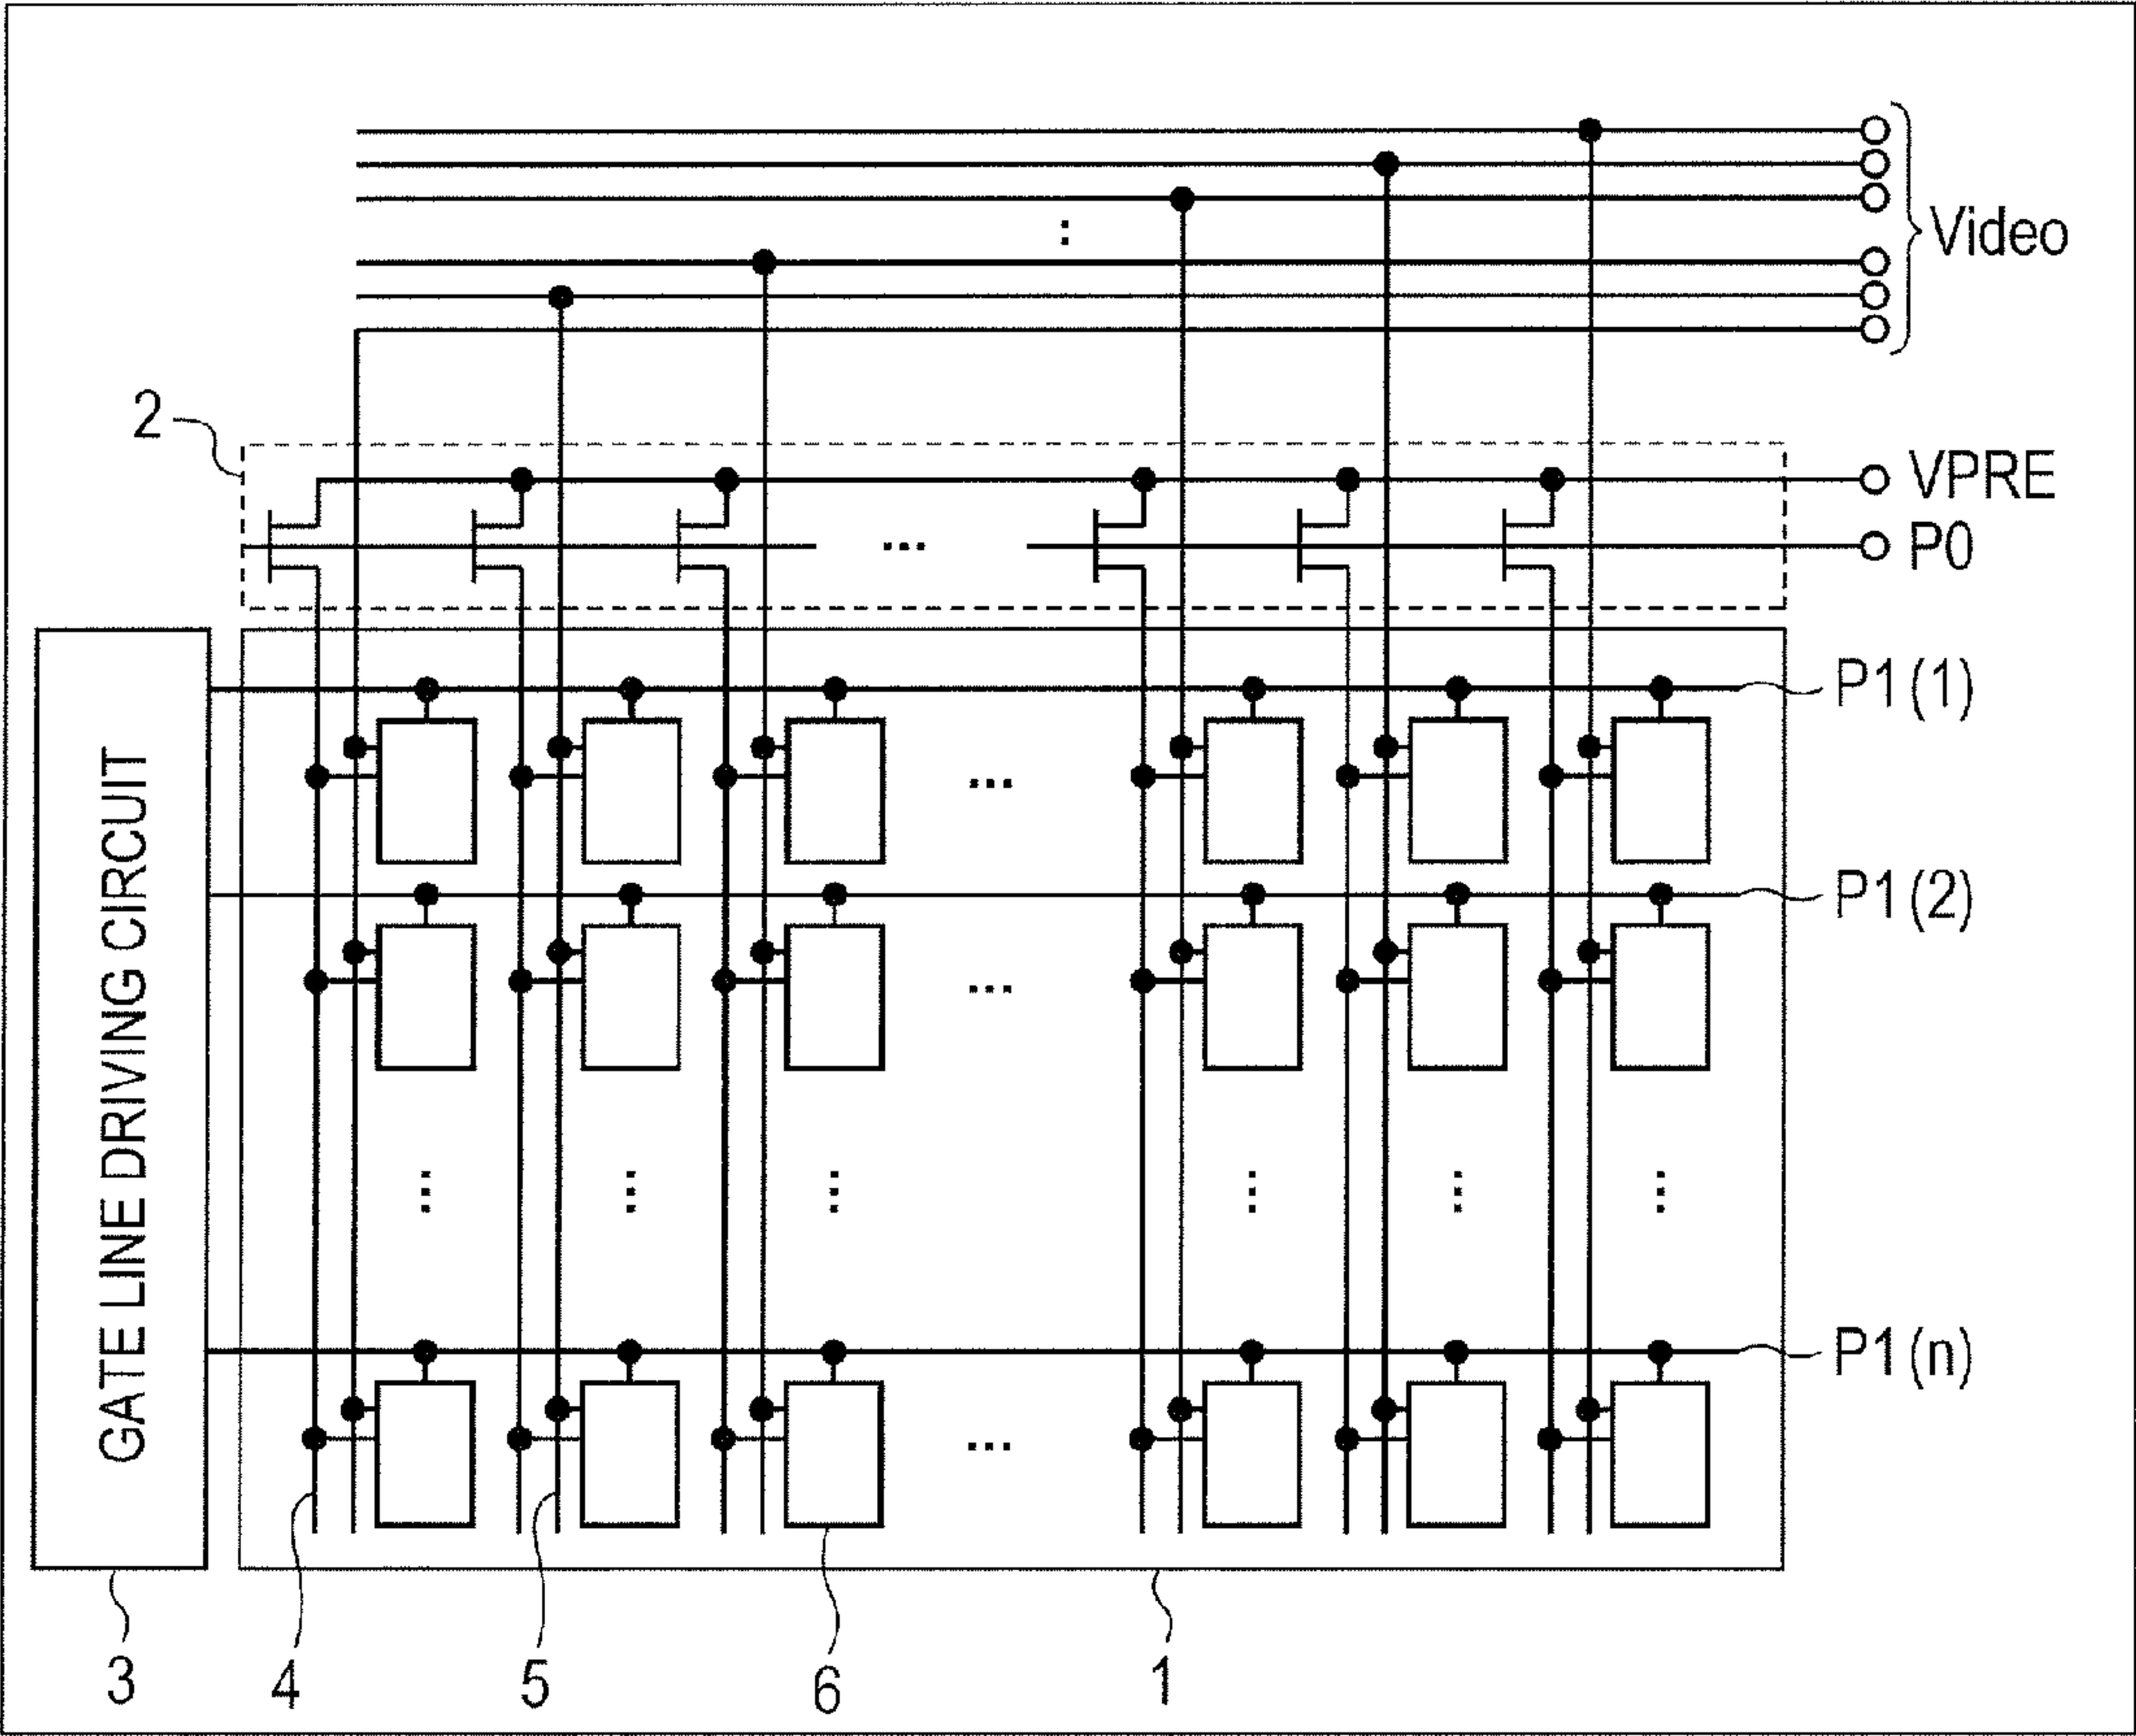 Video
2
VPRE
P0
P1(1)
P1(2)
GATE LINE DRIVING CIRCUIT
P1(n)
3
4
5
6
1